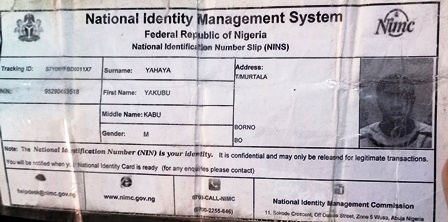 National Identity Management System
Federal Republic of Nigeria
National Identification Number Slip (NINS)
Nimc
Tracking ID:
Surname: YAHAYA
Address:
T/MURTALA
NIN:
First Name: YAKUBU
Middle Name: KABU
Gender: M
BORNO
BO
Note: The National Identification Number (NIN) is your identity. It is confidential and may only be released for legitimate transactions.
You will be notified when your National Identity Card is ready (for any enquiries please contact)
helpdesk@nimc.gov.ng
www.nimc.gov.ng
0700-CALL-NIMC
(0700-2255-646)
National Identity Management Commission
11, Sokode Crescent, Off Dalaba Street, Zone 5 Wuse, Abuja Nigeria